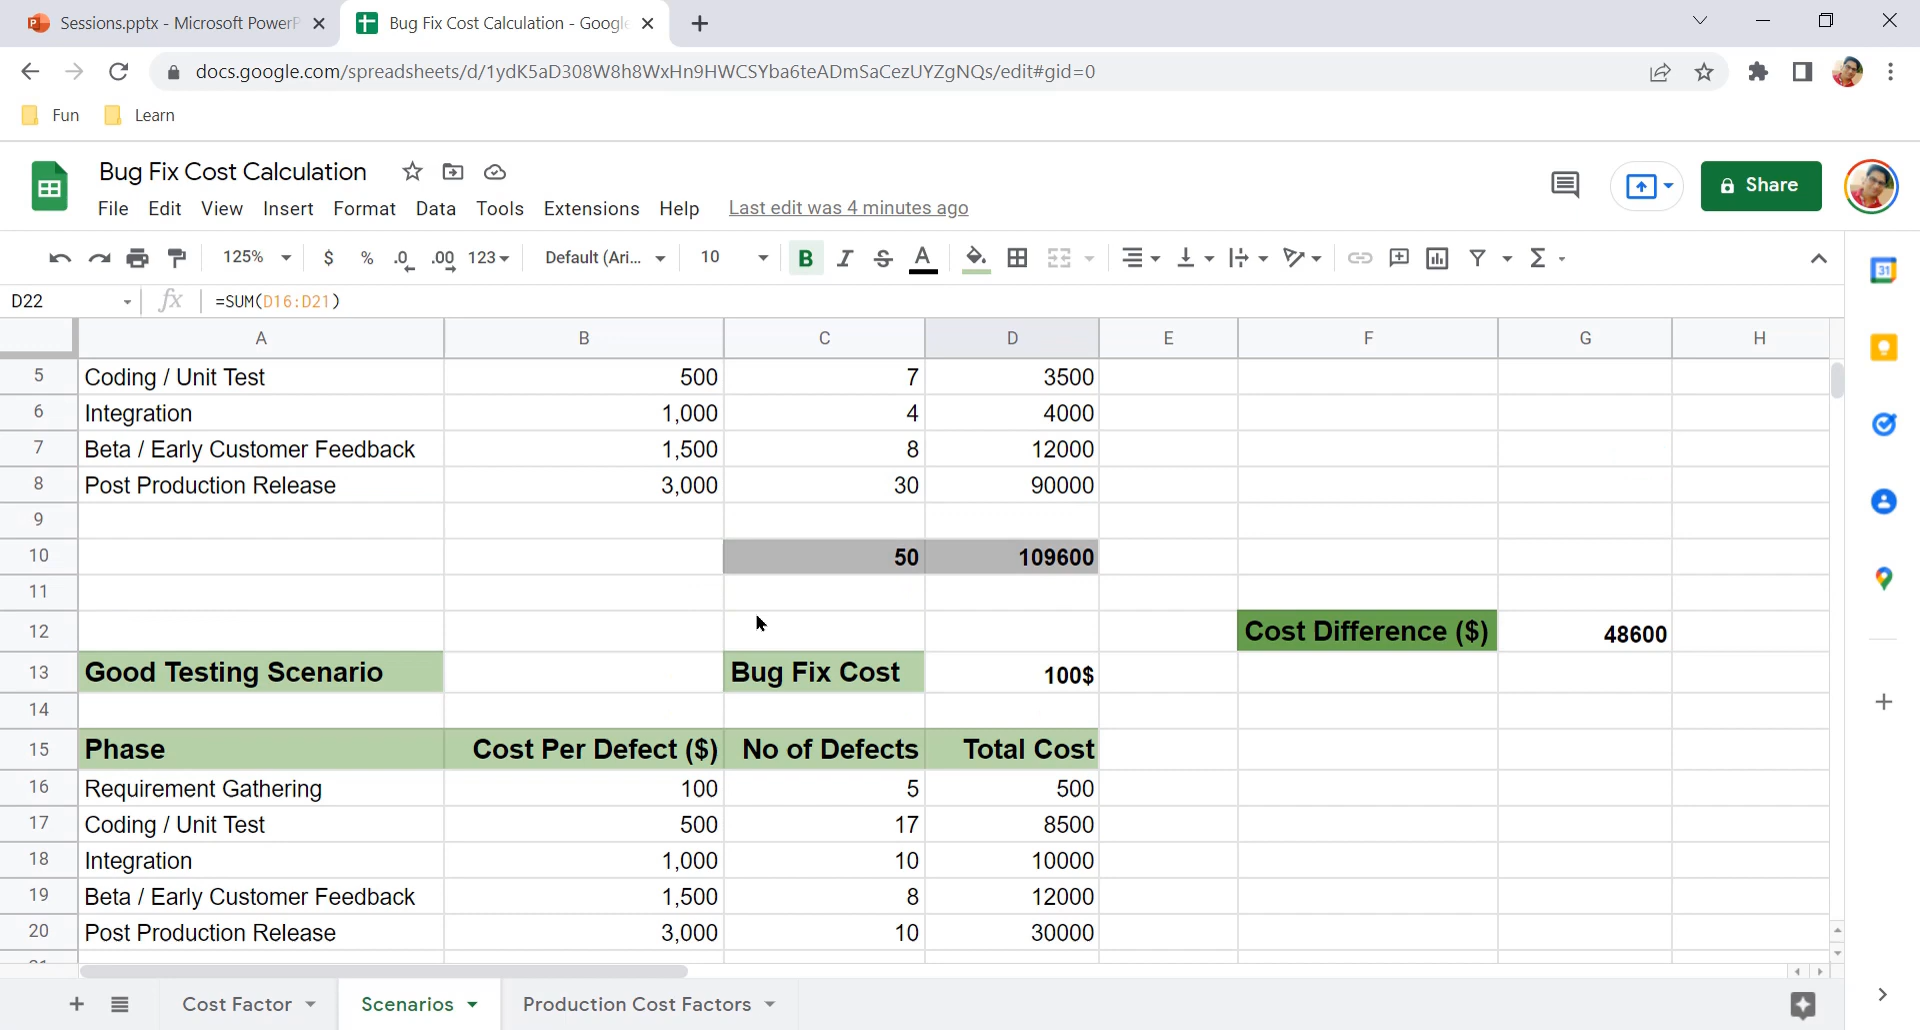 Sessions.pptx - Microsoft PowerP
Bug Fix Cost Calculation - Google
docs.google.com/spreadsheets/d/1ydK5aD308W8h8WxHn9HWCSYba6teADmSaCezUYZgNQs/edit#gid=0
Fun Learn
Bug Fix Cost Calculation
File Edit View Insert Format Data Tools Extensions Help Last edit was 4 minutes ago
Share
125% $ % .0 .00 123 Default (Ari... 10 B I S A
31
D22 fx =SUM(D16:D21)
A B C D E F G H
5 Coding / Unit Test 500 7 3500
6 Integration 1,000 4 4000
7 Beta / Early Customer Feedback 1,500 8 12000
8 Post Production Release 3,000 30 90000
9
10 50 109600
11
12 Cost Difference ($) 48600
13 Good Testing Scenario Bug Fix Cost 100$
14
15 Phase Cost Per Defect ($) No of Defects Total Cost
16 Requirement Gathering 100 5 500
17 Coding / Unit Test 500 17 8500
18 Integration 1,000 10 10000
19 Beta / Early Customer Feedback 1,500 8 12000
20 Post Production Release 3,000 10 30000
Cost Factor Scenarios Production Cost Factors